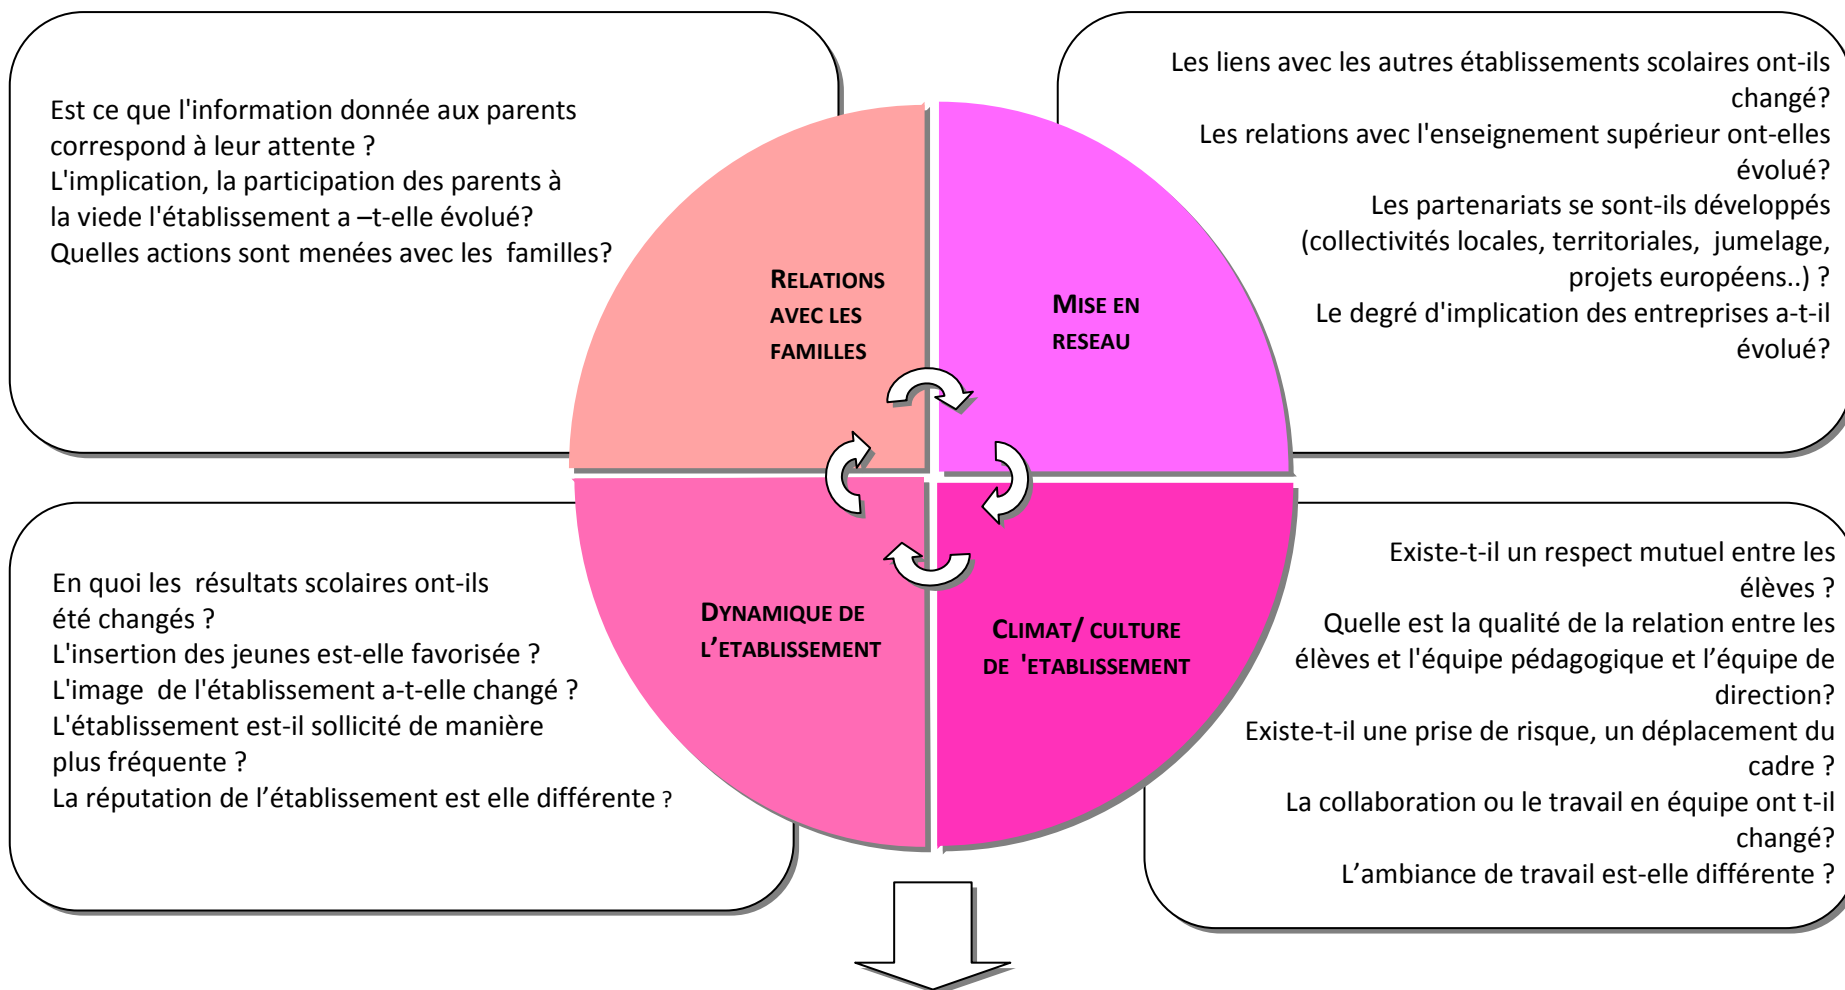 Est ce que l'information donnée aux parents
correspond à leur attente ?
L'implication, la participation des parents à
la viede l'établissement a –t-elle évolué?
Quelles actions sont menées avec les  familles?
Les liens avec les autres établissements scolaires ont-ils
changé?
Les relations avec l'enseignement supérieur ont-elles
évolué?
Les partenariats se sont-ils développés
(collectivités locales, territoriales,  jumelage,
projets européens..) ?
Le degré d'implication des entreprises a-t-il
évolué?
RELATIONS
AVEC LES
FAMILLES
MISE EN
RESEAU
DYNAMIQUE DE
L’ETABLISSEMENT
CLIMAT/ CULTURE
DE 'ETABLISSEMENT
En quoi les  résultats scolaires ont-ils
été changés ?
L'insertion des jeunes est-elle favorisée ?
L'image  de l'établissement a-t-elle changé ?
L'établissement est-il sollicité de manière
plus fréquente ?
La réputation de l’établissement est elle différente ?
Existe-t-il un respect mutuel entre les
élèves ?
Quelle est la qualité de la relation entre les
élèves et l'équipe pédagogique et l’équipe de
direction?
Existe-t-il une prise de risque, un déplacement du
cadre ?
La collaboration ou le travail en équipe ont t-il
changé?
L’ambiance de travail est-elle différente ?